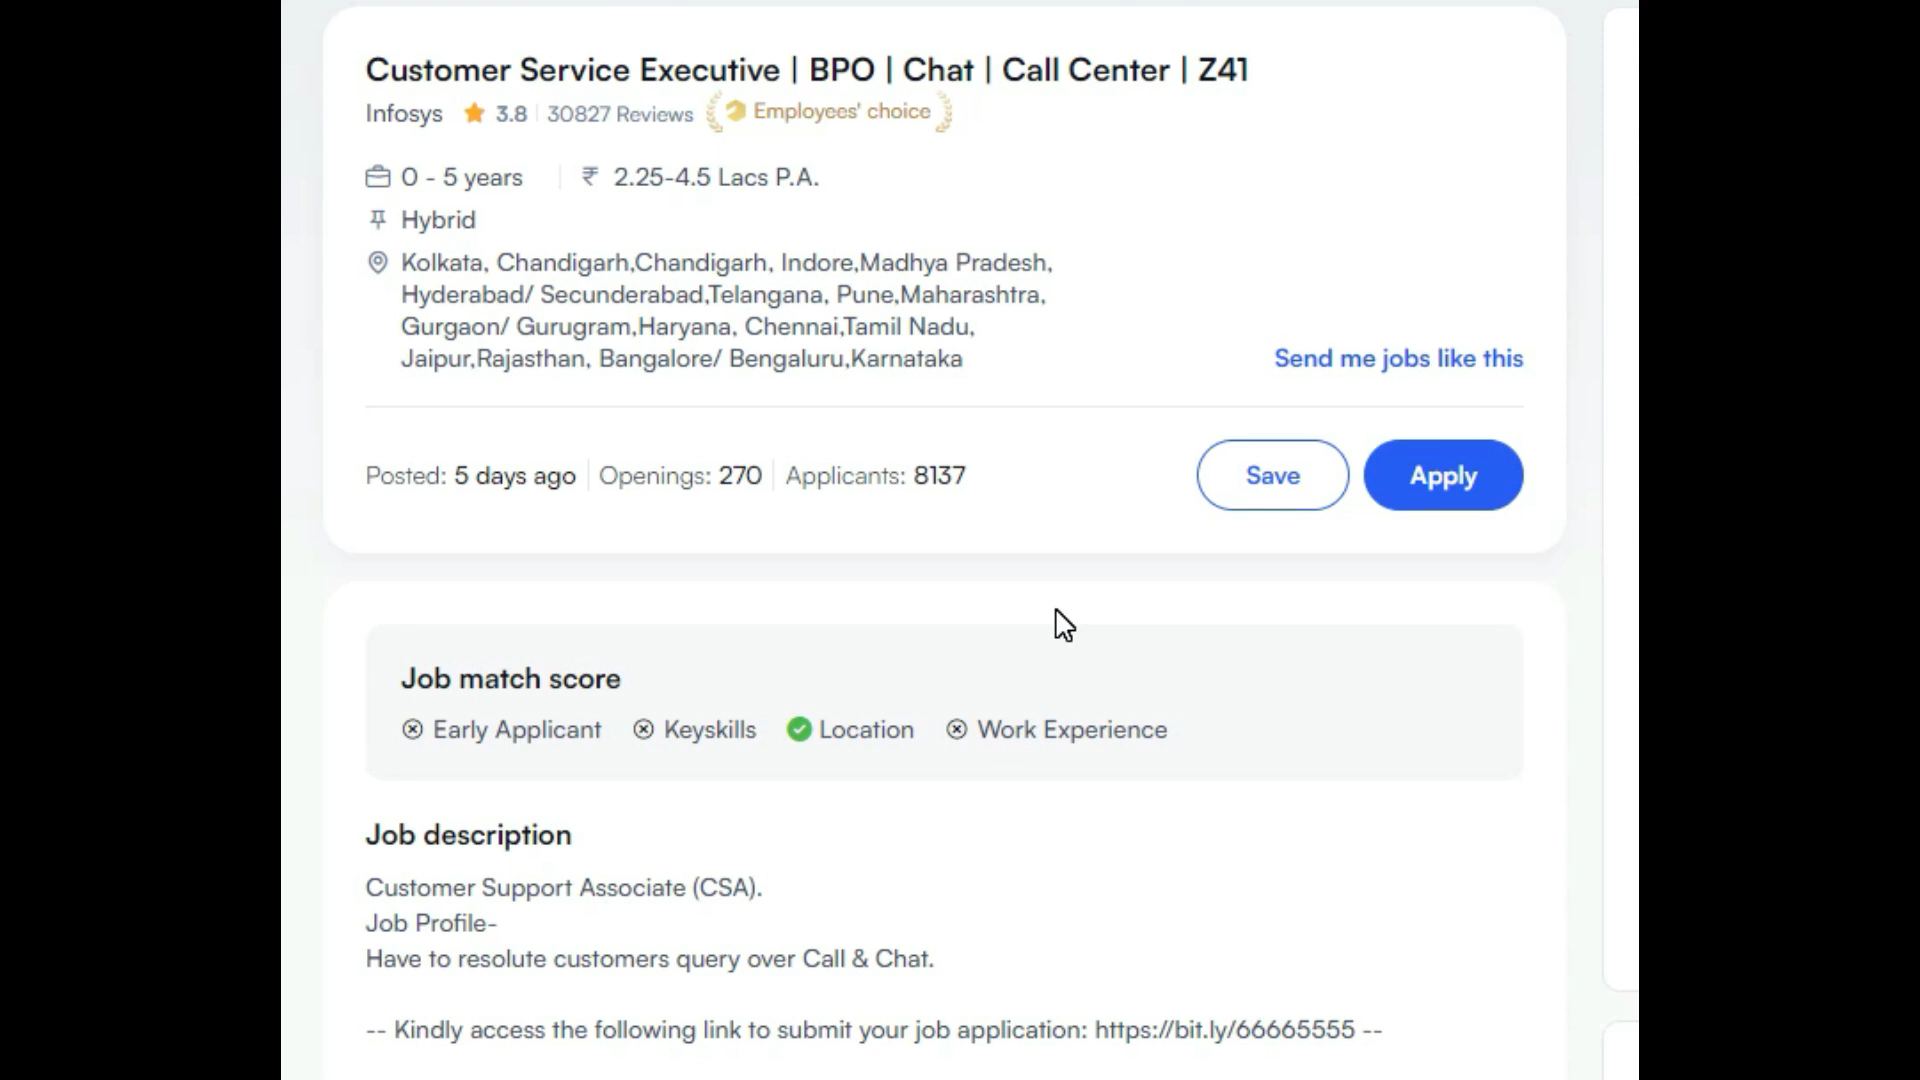 Customer Service Executive | BPO | Chat | Call Center | Z41
Infosys 3.8 30827 Reviews Employees' choice
0 - 5 years ₹ 2.25-4.5 Lacs P.A.
Hybrid
Kolkata, Chandigarh,Chandigarh, Indore,Madhya Pradesh,
Hyderabad/ Secunderabad,Telangana, Pune,Maharashtra,
Gurgaon/ Gurugram,Haryana, Chennai,Tamil Nadu,
Jaipur,Rajasthan, Bangalore/ Bengaluru,Karnataka
Send me jobs like this
Posted: 5 days ago Openings: 270 Applicants: 8137
Save Apply
Job match score
Early Applicant Keyskills Location Work Experience
Job description
Customer Support Associate (CSA).
Job Profile-
Have to resolute customers query over Call & Chat.
-- Kindly access the following link to submit your job application: https://bit.ly/66665555 --